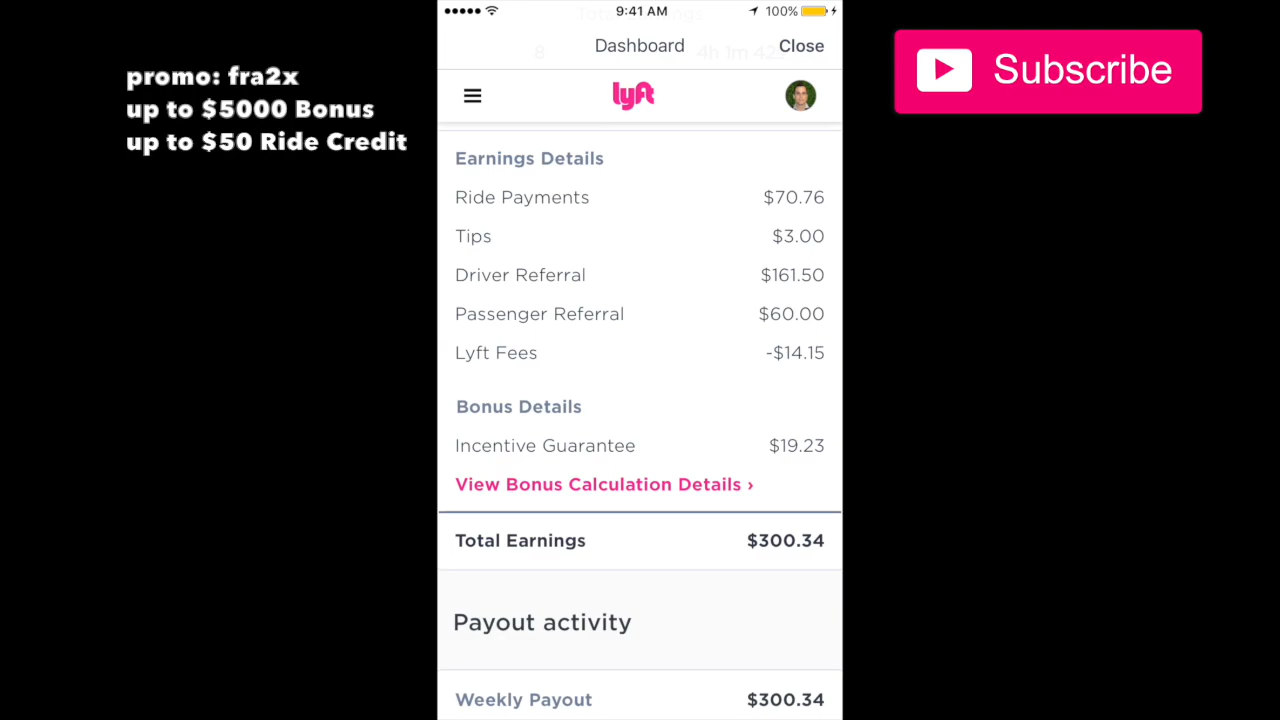 promo: fra2x
up to $5000 Bonus
up to $50 Ride Credit
9:41 AM
100%
Dashboard
Close
lyft
Earnings Details
Ride Payments $70.76
Tips $3.00
Driver Referral $161.50
Passenger Referral $60.00
Lyft Fees -$14.15
Bonus Details
Incentive Guarantee $19.23
View Bonus Calculation Details ›
Total Earnings $300.34
Payout activity
Weekly Payout $300.34
Subscribe